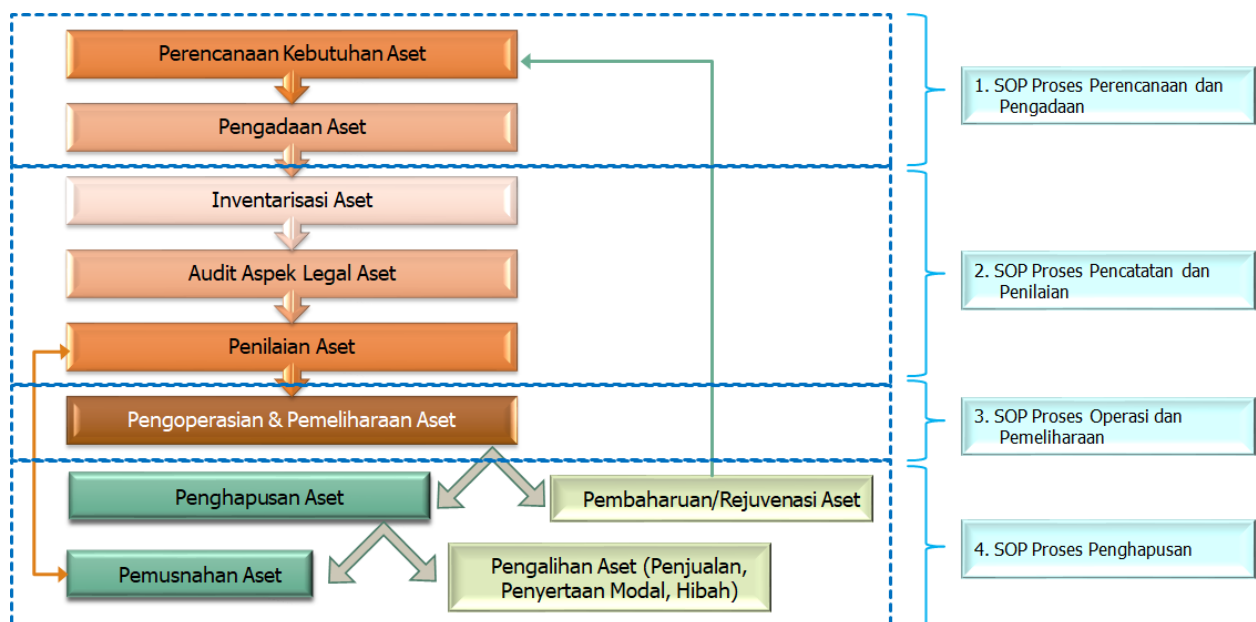 Perencanaan Kebutuhan Aset
Pengadaan Aset
Inventarisasi Aset
Audit Aspek Legal Aset
Penilaian Aset
Pengoperasian & Pemeliharaan Aset
Penghapusan Aset
Pembaharuan/Rejuvenasi Aset
Pemusnahan Aset
Pengalihan Aset (Penjualan,
Penyertaan Modal, Hibah)
1. SOP Proses Perencanaan dan
Pengadaan
2. SOP Proses Pencatatan dan
Penilaian
3. SOP Proses Operasi dan
Pemeliharaan
4. SOP Proses Penghapusan